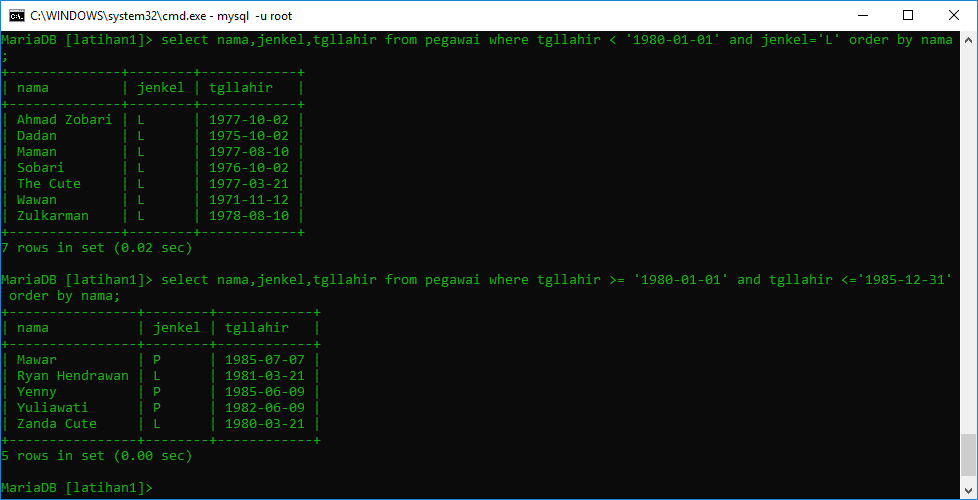 C:\WINDOWS\system32\cmd.exe - mysql  -u root
MariaDB [latihan1]> select nama,jenkel,tgllahir from pegawai where tgllahir < '1980-01-01' and jenkel='L' order by nama
;
+--------------+--------+------------+
| nama         | jenkel | tgllahir   |
+--------------+--------+------------+
| Ahmad Zobari | L      | 1977-10-02 |
| Dadan        | L      | 1975-10-02 |
| Maman        | L      | 1977-08-10 |
| Sobari       | L      | 1976-10-02 |
| The Cute     | L      | 1977-03-21 |
| Wawan        | L      | 1971-11-12 |
| Zulkarman    | L      | 1978-08-10 |
+--------------+--------+------------+
7 rows in set (0.02 sec)

MariaDB [latihan1]> select nama,jenkel,tgllahir from pegawai where tgllahir >= '1980-01-01' and tgllahir <='1985-12-31'
 order by nama;
+----------------+--------+------------+
| nama           | jenkel | tgllahir   |
+----------------+--------+------------+
| Mawar          | P      | 1985-07-07 |
| Ryan Hendrawan | L      | 1981-03-21 |
| Yenny          | P      | 1985-06-09 |
| Yuliawati      | P      | 1982-06-09 |
| Zanda Cute     | L      | 1980-03-21 |
+----------------+--------+------------+
5 rows in set (0.00 sec)

MariaDB [latihan1]>